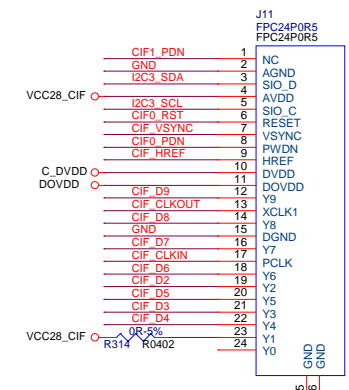 J11
FPC24P0R5
FPC24P0R5
CIF1_PDN 1 NC
GND 2 AGND
I2C3_SDA 3 SIO_D
VCC28_CIF 4 AVDD
I2C3_SCL 5 SIO_C
CIF0_RST 6 RESET
CIF_VSYNC 7 VSYNC
CIF0_PDN 8 PWDN
CIF_HREF 9 HREF
C_DVDD 10 DVDD
DOVDD 11 DOVDD
CIF_D9 12 Y9
CIF_CLKOUT 13 XCLK1
CIF_D8 14 Y8
GND 15 DGND
CIF_D7 16 Y7
CIF_CLKIN 17 PCLK
CIF_D6 18 Y6
CIF_D2 19 Y2
CIF_D5 20 Y5
CIF_D3 21 Y3
CIF_D4 22 Y4
VCC28_CIF 0R-5% 23 Y1
R314 R0402 24 Y0
GND
GND